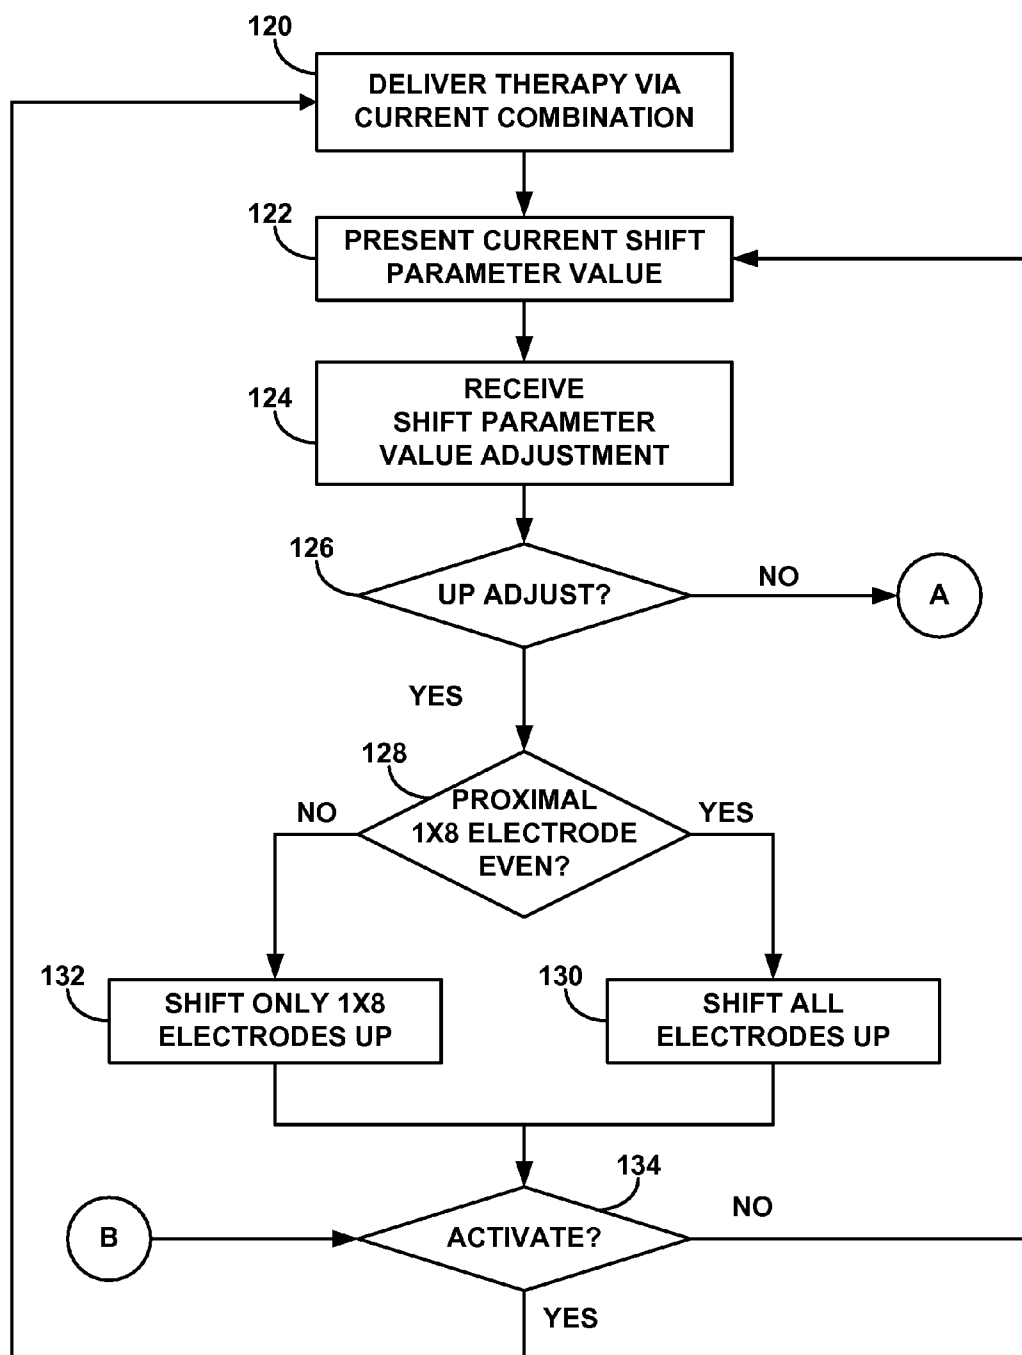 120
DELIVER THERAPY VIA
CURRENT COMBINATION
122
PRESENT CURRENT SHIFT
PARAMETER VALUE
124
RECEIVE
SHIFT PARAMETER
VALUE ADJUSTMENT
126
UP ADJUST?
NO
A
YES
128
PROXIMAL
1X8 ELECTRODE
EVEN?
NO
YES
132
SHIFT ONLY 1X8
ELECTRODES UP
130
SHIFT ALL
ELECTRODES UP
134
B
ACTIVATE?
NO
YES